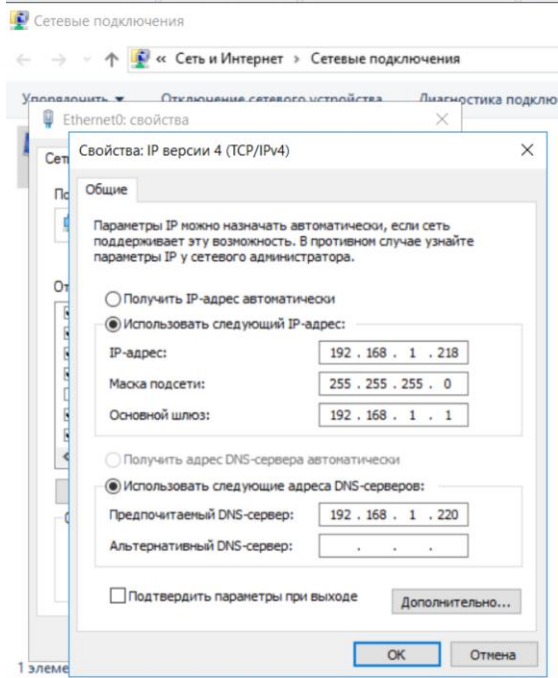 Сетевые подключения
« Сеть и Интернет › Сетевые подключения
Упорядочить Отключение сетевого устройства Диагностика подклю
Ethernet0: свойства
Свойства: IP версии 4 (TCP/IPv4)
Сет
Общие
По
Параметры IP можно назначать автоматически, если сеть
поддерживает эту возможность. В противном случае узнайте
параметры IP у сетевого администратора.
От
Получить IP-адрес автоматически
Использовать следующий IP-адрес:
IP-адрес: 192 . 168 . 1 . 218
Маска подсети: 255 . 255 . 255 . 0
Основной шлюз: 192 . 168 . 1 . 1
Получить адрес DNS-сервера автоматически
Использовать следующие адреса DNS-серверов:
Предпочитаемый DNS-сервер: 192 . 168 . 1 . 220
Альтернативный DNS-сервер: . . .
Подтвердить параметры при выходе
Дополнительно...
OK Отмена
1 элеме